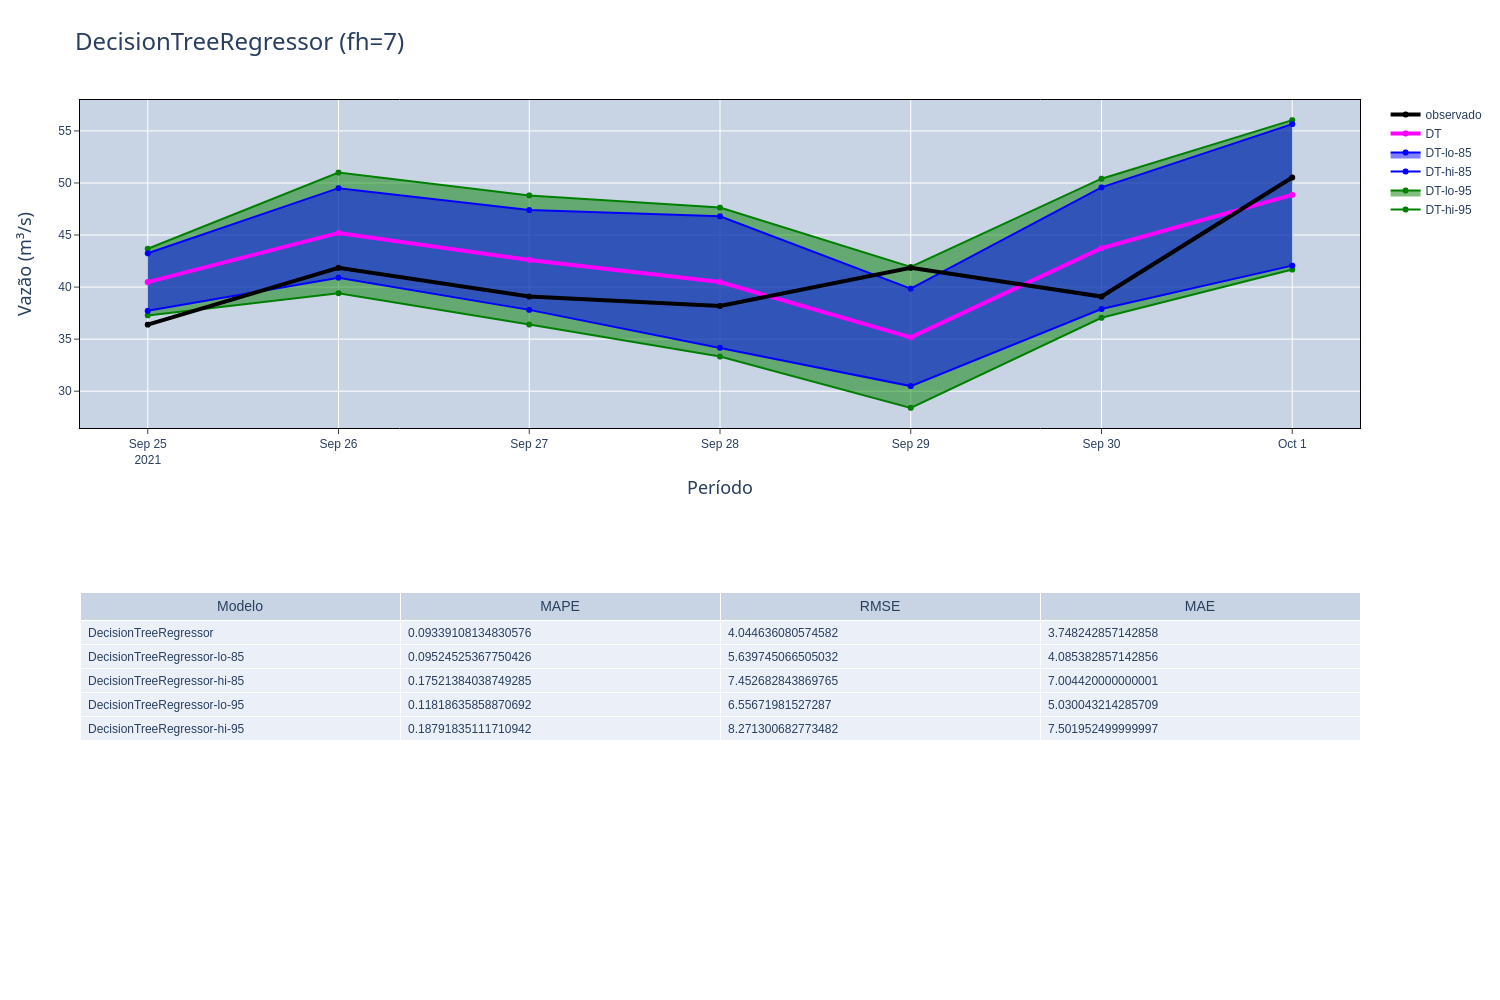 DecisionTreeRegressor (fh=7)
Vazão (m³/s)
55
50
45
40
35
30
Sep 25
2021
Sep 26
Sep 27
Sep 28
Sep 29
Sep 30
Oct 1
Período
observado
DT
DT-lo-85
DT-hi-85
DT-lo-95
DT-hi-95
Modelo MAPE RMSE MAE
DecisionTreeRegressor 0.09339108134830576 4.044636080574582 3.748242857142858
DecisionTreeRegressor-lo-85 0.09524525367750426 5.639745066505032 4.085382857142856
DecisionTreeRegressor-hi-85 0.17521384038749285 7.452682843869765 7.004420000000001
DecisionTreeRegressor-lo-95 0.11818635858870692 6.55671981527287 5.030043214285709
DecisionTreeRegressor-hi-95 0.18791835111710942 8.271300682773482 7.501952499999997